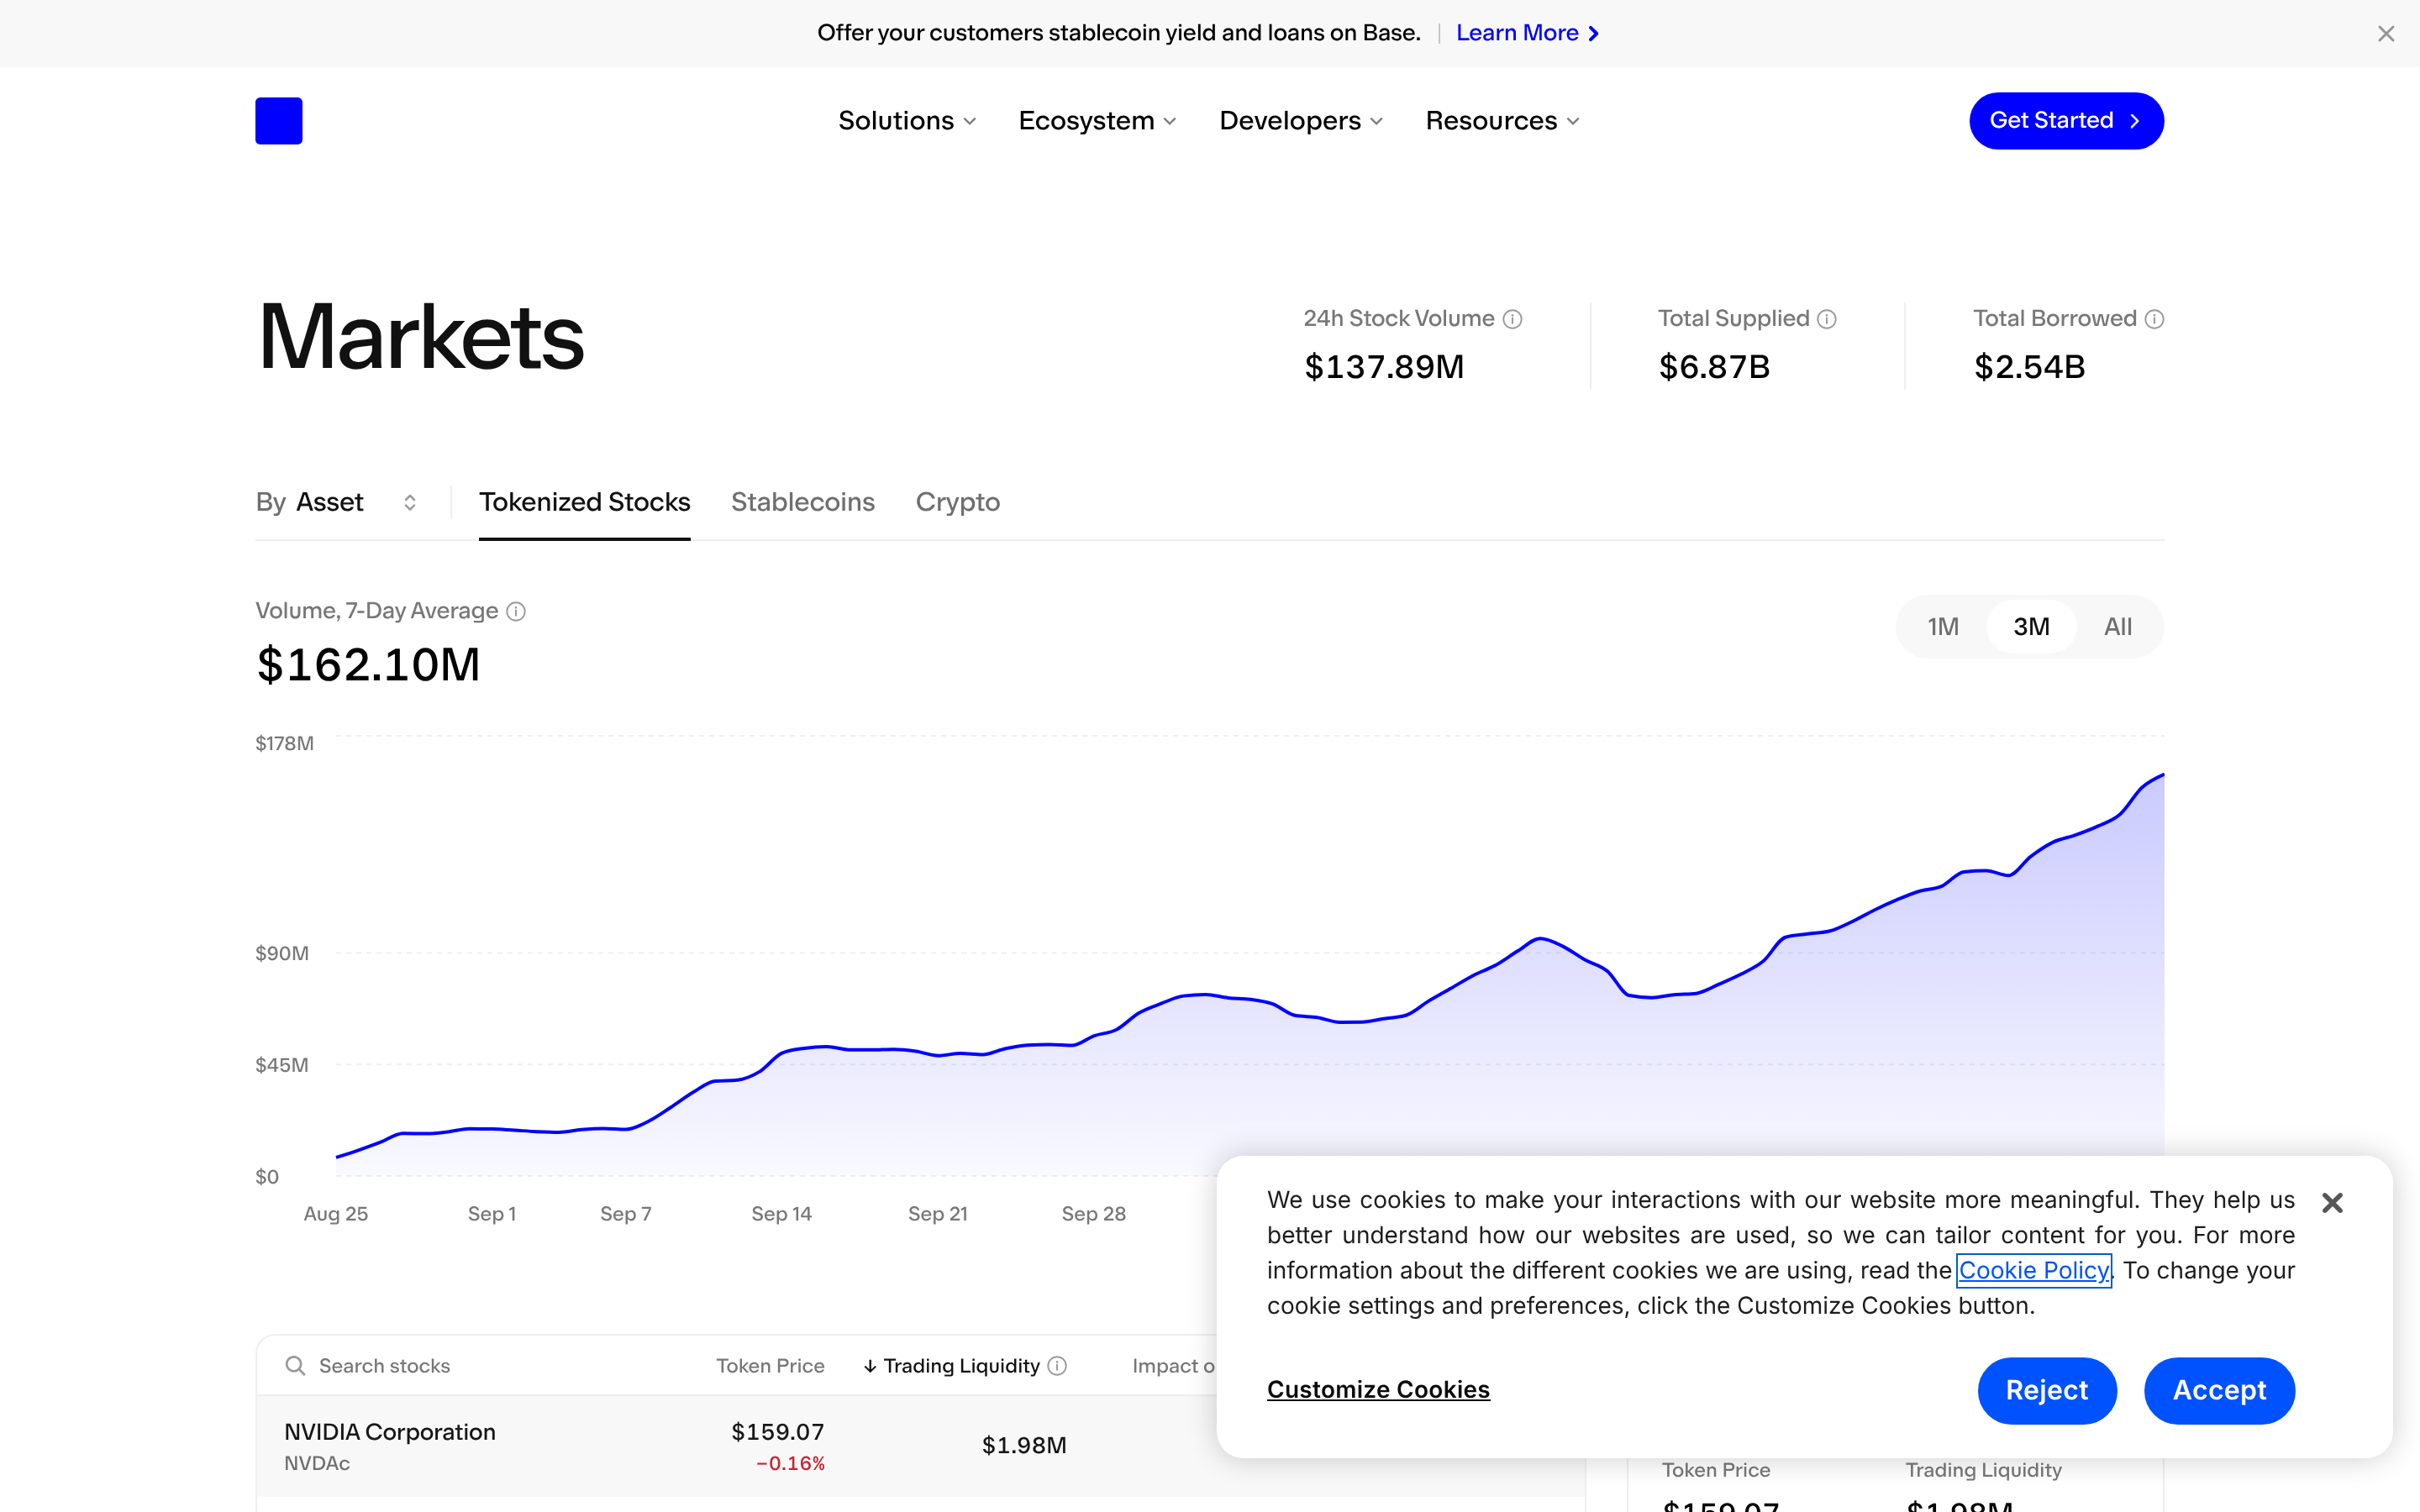 Offer your customers stablecoin yield and loans on Base. Learn More
Solutions Ecosystem Developers Resources Get Started
Markets
24h Stock Volume Total Supplied Total Borrowed
$137.89M $6.87B $2.54B
By Asset Tokenized Stocks Stablecoins Crypto
Volume, 7-Day Average
$162.10M
1M 3M All
$178M
$90M
$45M
$0
Aug 25 Sep 1 Sep 7 Sep 14 Sep 21 Sep 28
We use cookies to make your interactions with our website more meaningful. They help us
better understand how our websites are used, so we can tailor content for you. For more
information about the different cookies we are using, read the Cookie Policy. To change your
cookie settings and preferences, click the Customize Cookies button.
Customize Cookies Reject Accept
Search stocks Token Price Trading Liquidity Impact o
NVIDIA Corporation $159.07 $1.98M
NVDAc −0.16%
Token Price Trading Liquidity
$159.07 $1.98M